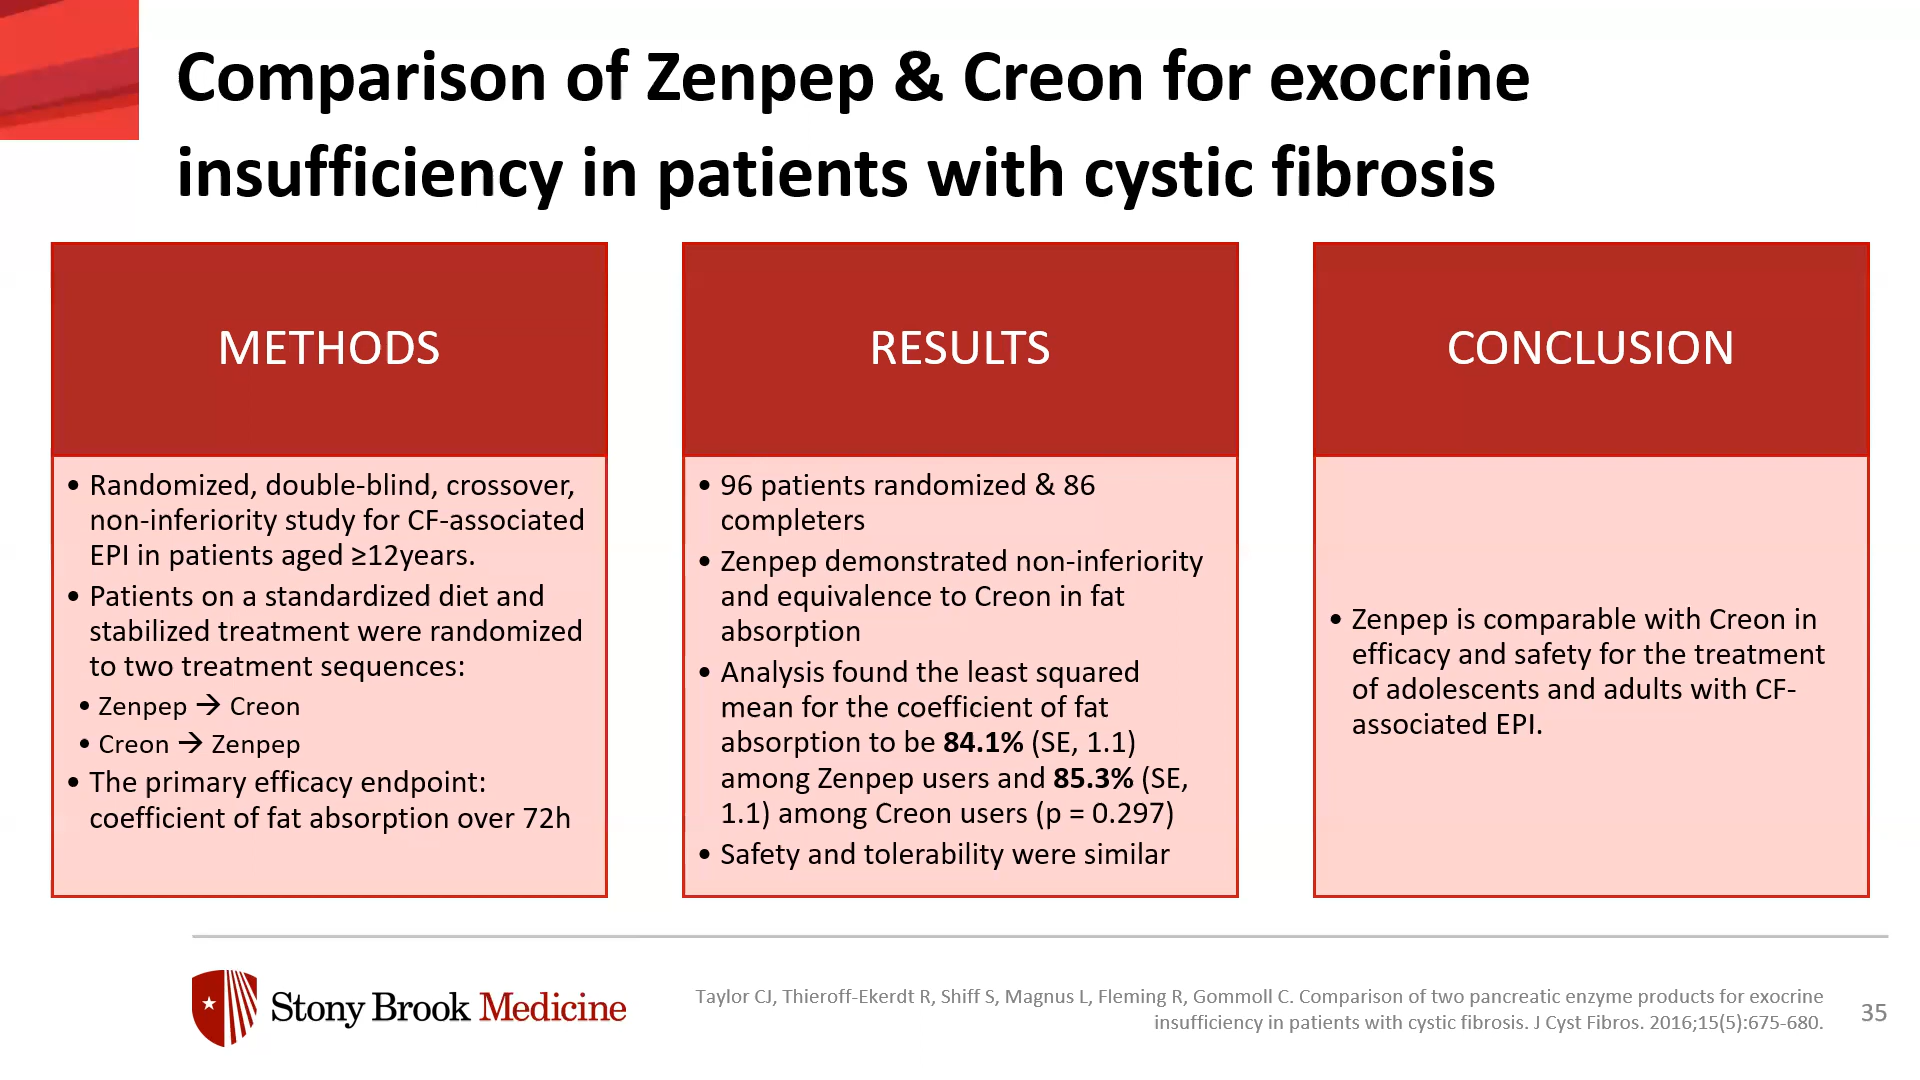 Comparison of Zenpep & Creon for exocrine
insufficiency in patients with cystic fibrosis
METHODS
• Randomized, double-blind, crossover,
non-inferiority study for CF-associated
EPI in patients aged ≥12years.
• Patients on a standardized diet and
stabilized treatment were randomized
to two treatment sequences:
• Zenpep → Creon
• Creon → Zenpep
• The primary efficacy endpoint:
coefficient of fat absorption over 72h
RESULTS
• 96 patients randomized & 86
completers
• Zenpep demonstrated non-inferiority
and equivalence to Creon in fat
absorption
• Analysis found the least squared
mean for the coefficient of fat
absorption to be 84.1% (SE, 1.1)
among Zenpep users and 85.3% (SE,
1.1) among Creon users (p = 0.297)
• Safety and tolerability were similar
CONCLUSION
• Zenpep is comparable with Creon in
efficacy and safety for the treatment
of adolescents and adults with CF-
associated EPI.
Stony Brook Medicine
Taylor CJ, Thieroff-Ekerdt R, Shiff S, Magnus L, Fleming R, Gommoll C. Comparison of two pancreatic enzyme products for exocrine
insufficiency in patients with cystic fibrosis. J Cyst Fibros. 2016;15(5):675-680.
35